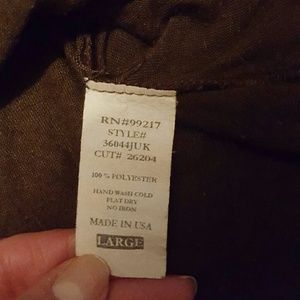 RN#99217
STYLE#
36044JUK
CUT# 26204
100% POLYESTER
HAND WASH COLD
FLAT DRY
NO IRON
MADE IN USA
LARGE